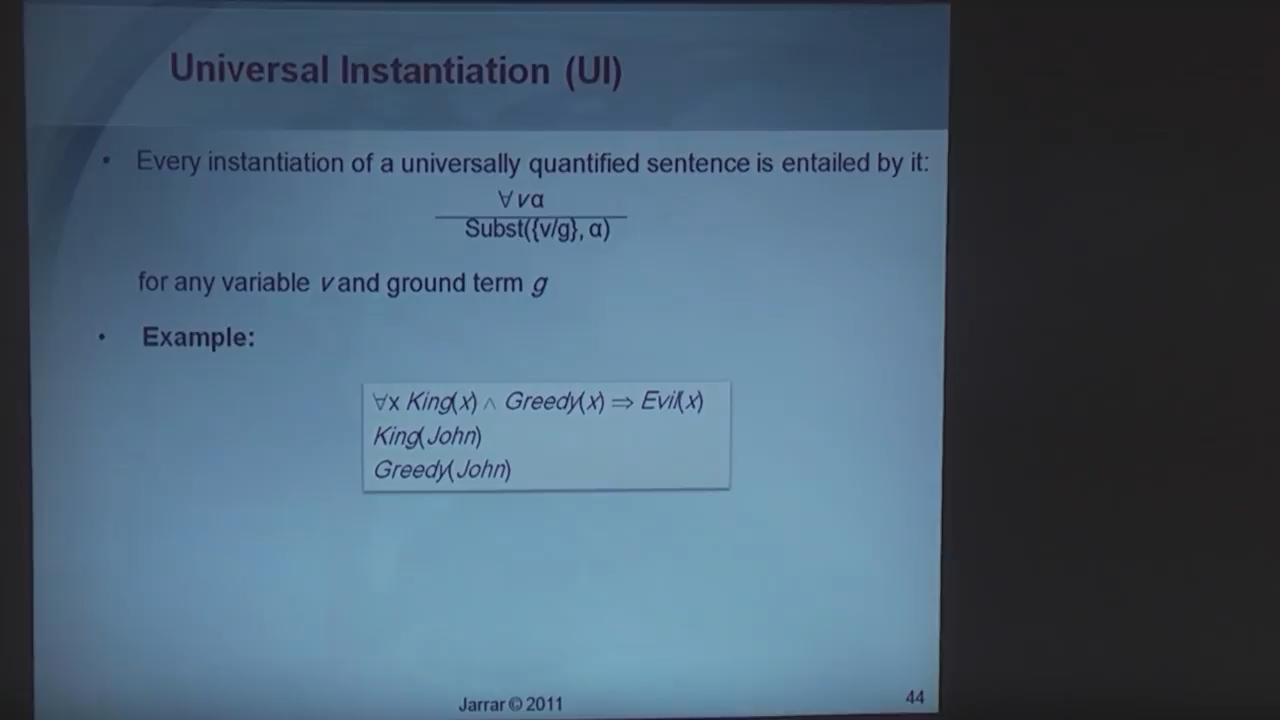 Universal Instantiation (UI)
• Every instantiation of a universally quantified sentence is entailed by it:
∀ v α
Subst({v/g}, α)
for any variable v and ground term g
• Example:
∀x King(x) ∧ Greedy(x) ⇒ Evil(x)
King(John)
Greedy(John)
Jarrar © 2011
44